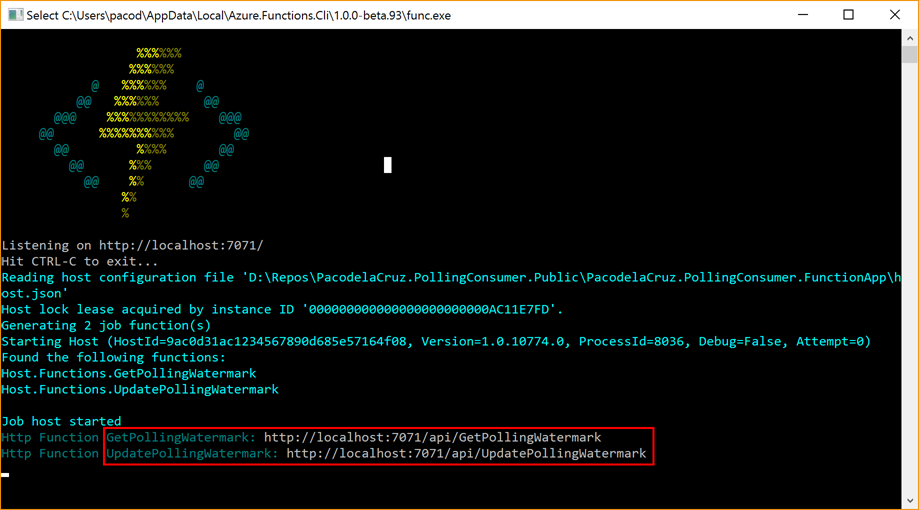 Select C:\Users\pacod\AppData\Local\Azure.Functions.Cli\1.0.0-beta.93\func.exe
%%%%%%
%%%%%%
@ %%%%%% @
@@ %%%%%% @@
@@@ %%%%%%%%%%% @@@
@@ %%%%%%%%%% @@
@@ %%%% @@
@@ %%% @@
@@ %% @@
%%
%
Listening on http://localhost:7071/
Hit CTRL-C to exit...
Reading host configuration file 'D:\Repos\PacodelaCruz.PollingConsumer.Public\PacodelaCruz.PollingConsumer.FunctionApp\h
ost.json'
Host lock lease acquired by instance ID '000000000000000000000000AC11E7FD'.
Generating 2 job function(s)
Starting Host (HostId=9ac0d31ac1234567890d685e57164f08, Version=1.0.10774.0, ProcessId=8036, Debug=False, Attempt=0)
Found the following functions:
Host.Functions.GetPollingWatermark
Host.Functions.UpdatePollingWatermark
Job host started
Http Function GetPollingWatermark: http://localhost:7071/api/GetPollingWatermark
Http Function UpdatePollingWatermark: http://localhost:7071/api/UpdatePollingWatermark